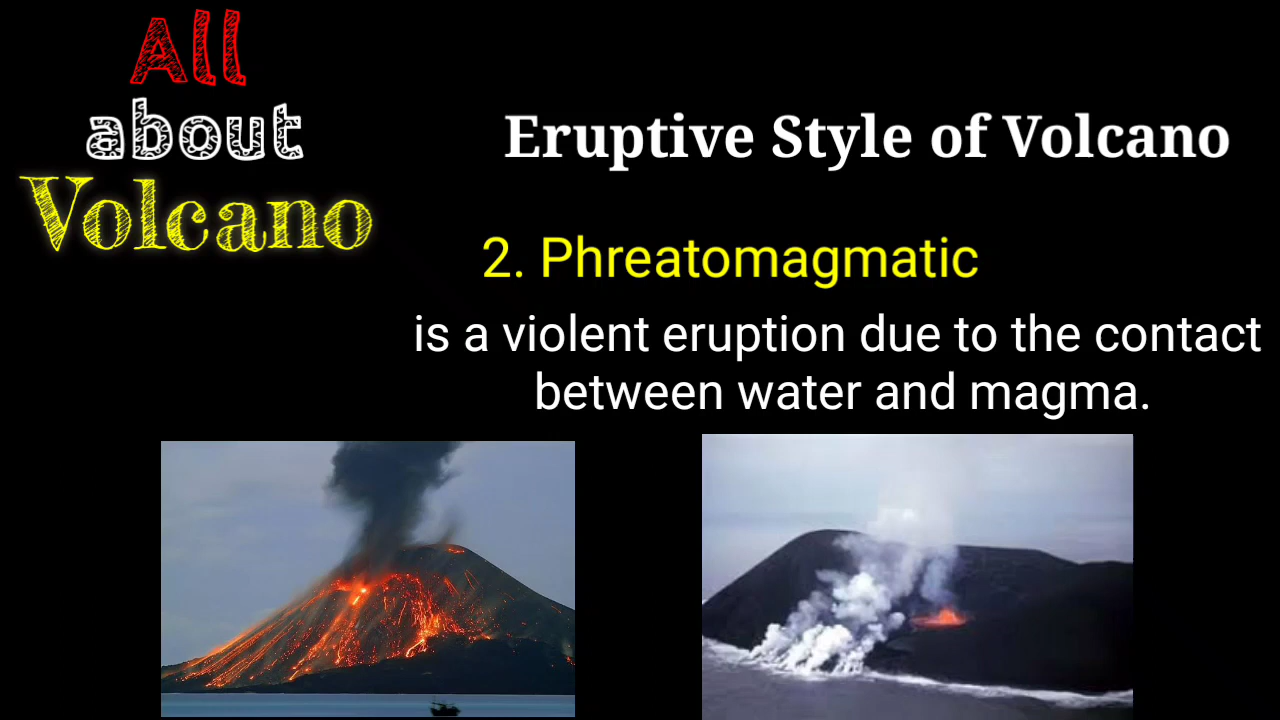 All
about
Volcano
Eruptive Style of Volcano
2. Phreatomagmatic
is a violent eruption due to the contact
between water and magma.